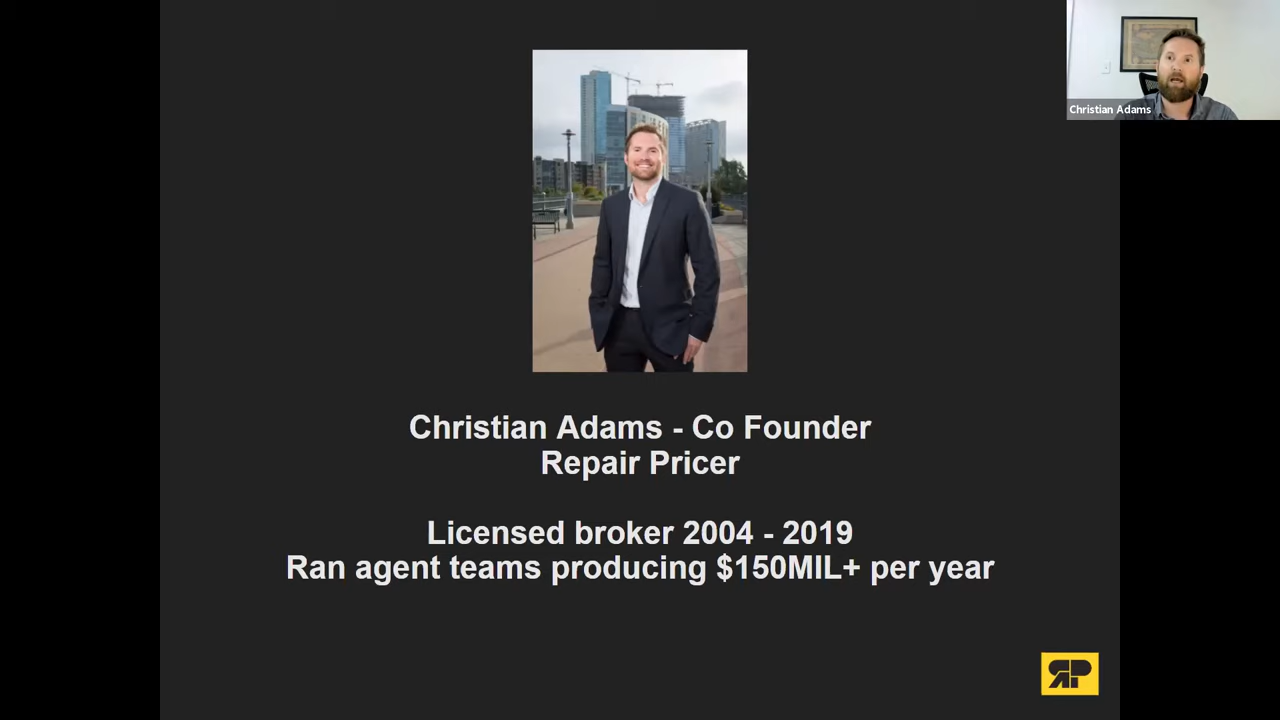 Christian Adams
Christian Adams - Co Founder
Repair Pricer
Licensed broker 2004 - 2019
Ran agent teams producing $150MIL+ per year
RP